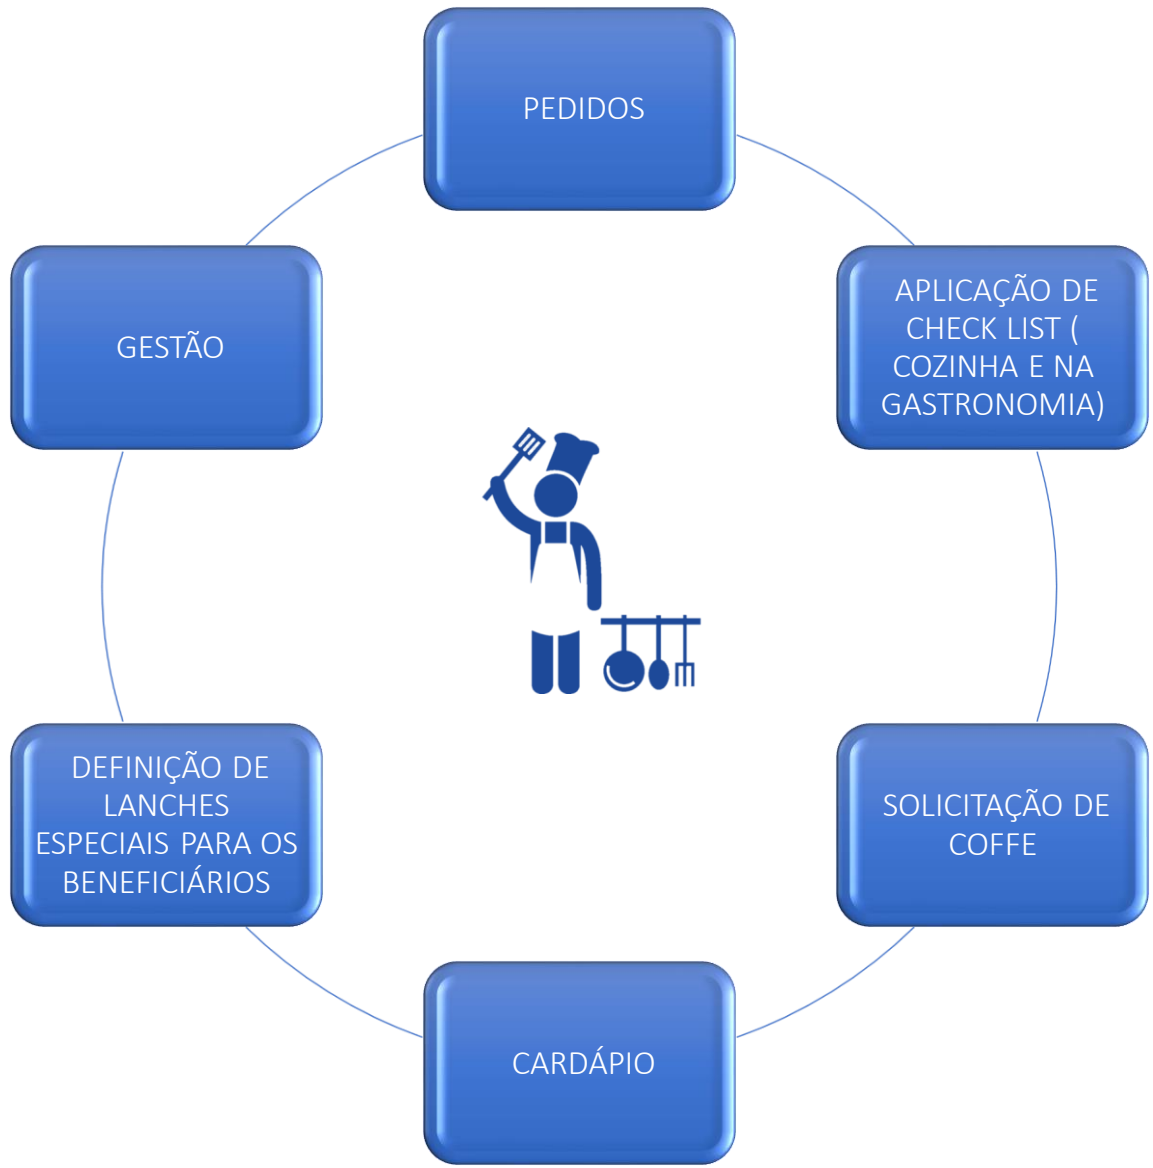 PEDIDOS
APLICAÇÃO DE
CHECK LIST (
COZINHA E NA
GASTRONOMIA)
SOLICITAÇÃO DE
COFFE
CARDÁPIO
DEFINIÇÃO DE
LANCHES
ESPECIAIS PARA OS
BENEFICIÁRIOS
GESTÃO